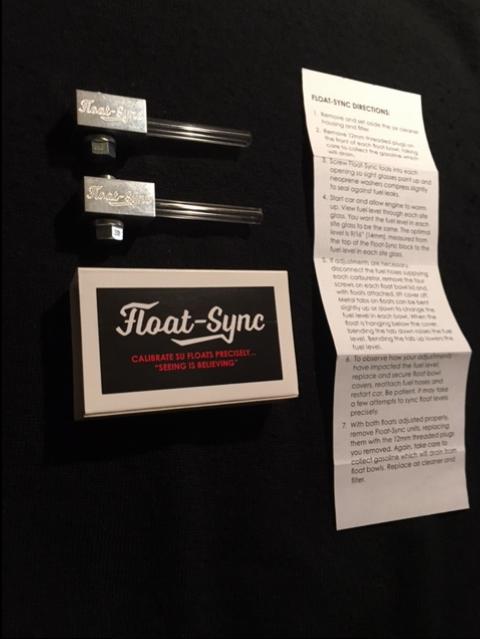 Float-Sync
Float-Sync
Float-Sync
CALIBRATE SU FLOATS PRECISELY...
"SEEING IS BELIEVING"
FLOAT-SYNC DIRECTIONS:
1. Remove and set aside the air cleaner
housing and filter.
2. Remove 12mm threaded plugs on
the front of each float bowl, taking
care to collect the gasoline which
will drain.
3. Screw Float-Sync tools into each
opening so sight glasses point up and
neoprene washers compress slightly
to seal against fuel leaks.
4. Start car and allow engine to warm
up. View fuel level through each site
glass. You want the fuel level in each
site glass to be the same. The optimal
level is 9/16" (14mm), measured from
the top of the Float-Sync block to the
fuel level in each site glass.
5. If adjustments are necessary,
disconnect the fuel hoses supplying
each carburetor, remove the four
screws on each float bowl lid and,
with floats attached, lift cover off.
Metal tabs on floats can be bent
slightly up or down to change the
fuel level in each bowl. When the
float is hanging below the cover,
bending the tab down raises the fuel
level. Bending the tab up lowers the
fuel level.
6. To observe how your adjustments
have impacted the fuel level,
replace and secure float-bowl
covers, reattach fuel hoses and
restart car. Be patient, it may take
a few attempts to sync float levels
precisely.
7. With both floats adjusted properly,
remove Float-Sync units, replacing
them with the 12mm threaded plugs
you removed. Again, take care to
collect gasoline which will drain from
float bowls. Replace air cleaner and
filter.